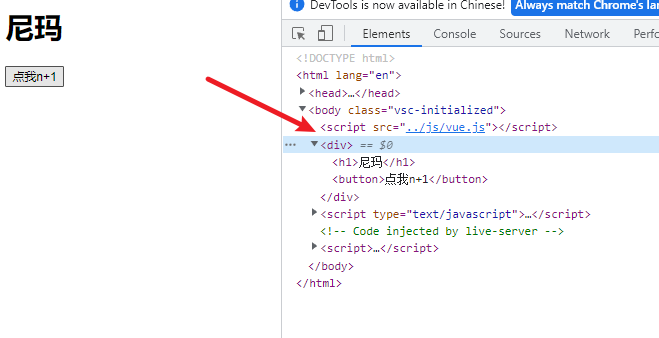 尼玛
点我n+1
DevTools is now available in Chinese!
Always match Chrome's la
Elements
Console
Sources
Network
Perfo
<!DOCTYPE html>
<html lang="en">
<head>…</head>
<body class="vsc-initialized">
<script src="../js/vue.js"></script>
<div> == $0
<h1>尼玛</h1>
<button>点我n+1</button>
</div>
<script type="text/javascript">…</script>
<!-- Code injected by live-server -->
<script>…</script>
</body>
</html>